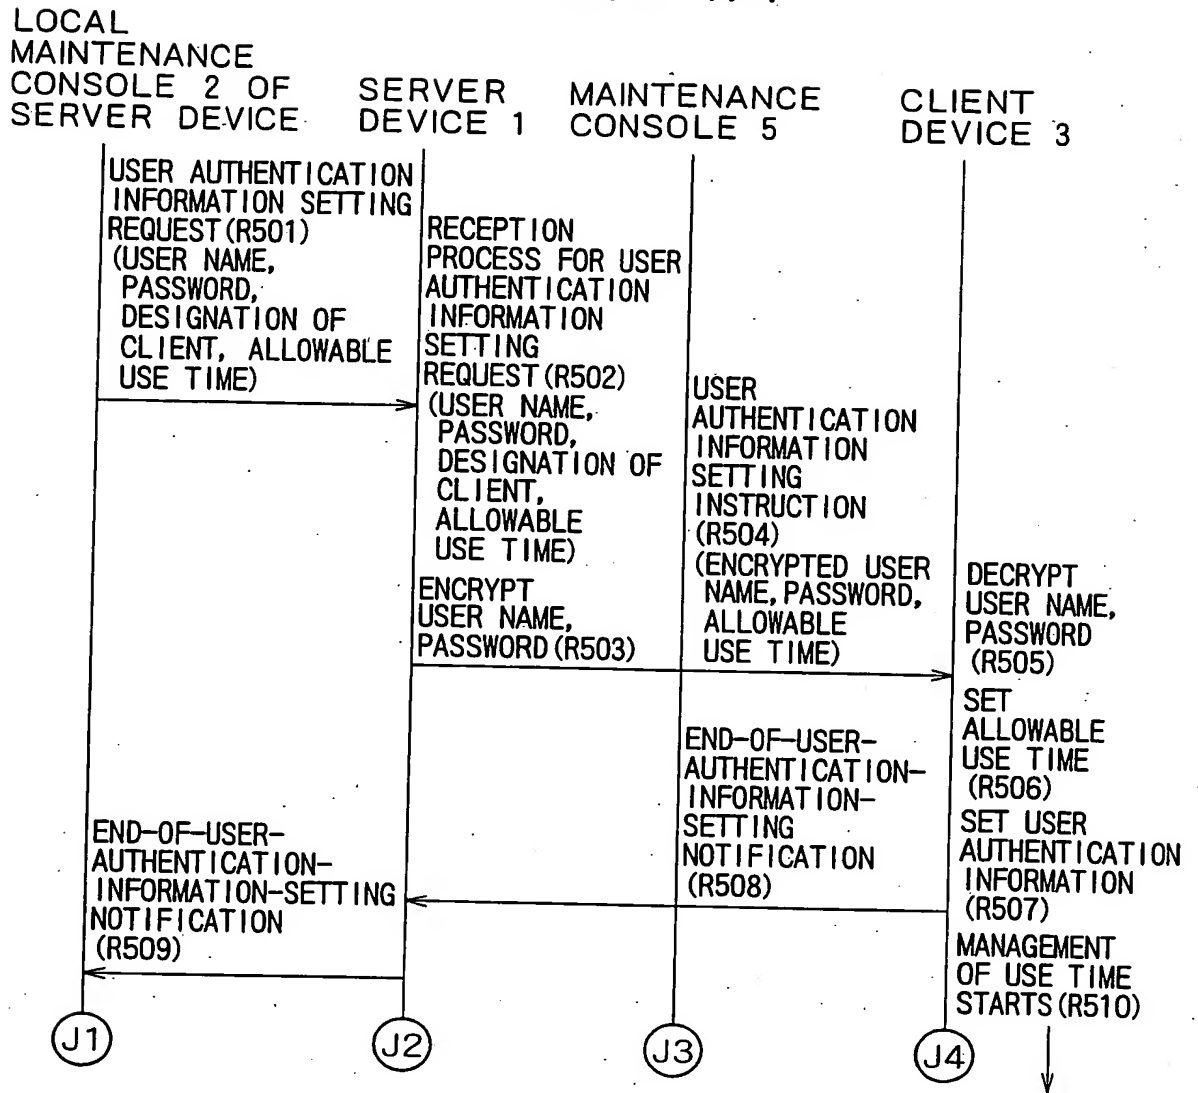 LOCAL
MAINTENANCE
CONSOLE 2 OF
SERVER DEVICE
SERVER
DEVICE 1
MAINTENANCE
CONSOLE 5
CLIENT
DEVICE 3
USER AUTHENTICATION
INFORMATION SETTING
REQUEST(R501)
(USER NAME,
PASSWORD,
DESIGNATION OF
CLIENT, ALLOWABLE
USE TIME)
RECEPTION
PROCESS FOR USER
AUTHENTICATION
INFORMATION
SETTING
REQUEST(R502)
(USER NAME,
PASSWORD,
DESIGNATION OF
CLIENT,
ALLOWABLE
USE TIME)
ENCRYPT
USER NAME,
PASSWORD(R503)
USER
AUTHENTICATION
INFORMATION
SETTING
INSTRUCTION
(R504)
(ENCRYPTED USER
NAME, PASSWORD,
ALLOWABLE
USE TIME)
DECRYPT
USER NAME,
PASSWORD
(R505)
SET
ALLOWABLE
USE TIME
(R506)
SET USER
AUTHENTICATION
INFORMATION
(R507)
END-OF-USER-
AUTHENTICATION-
INFORMATION-
SETTING
NOTIFICATION
(R508)
END-OF-USER-
AUTHENTICATION-
INFORMATION-SETTING
NOTIFICATION
(R509)
MANAGEMENT
OF USE TIME
STARTS(R510)
J1
J2
J3
J4